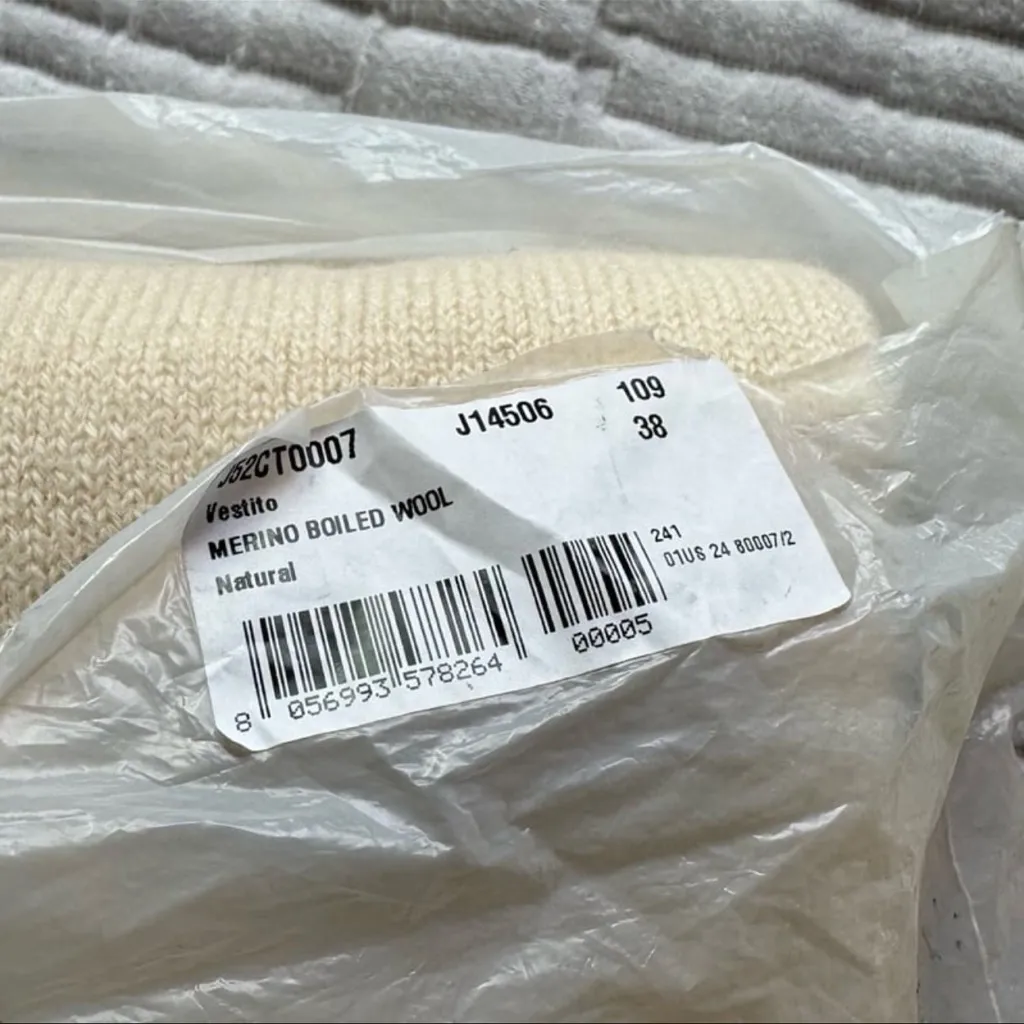 J52CT0007 J14506 109
38
Vestito
MERINO BOILED WOOL
Natural
241
01US 24 80007/2
8 056993 578264
00005